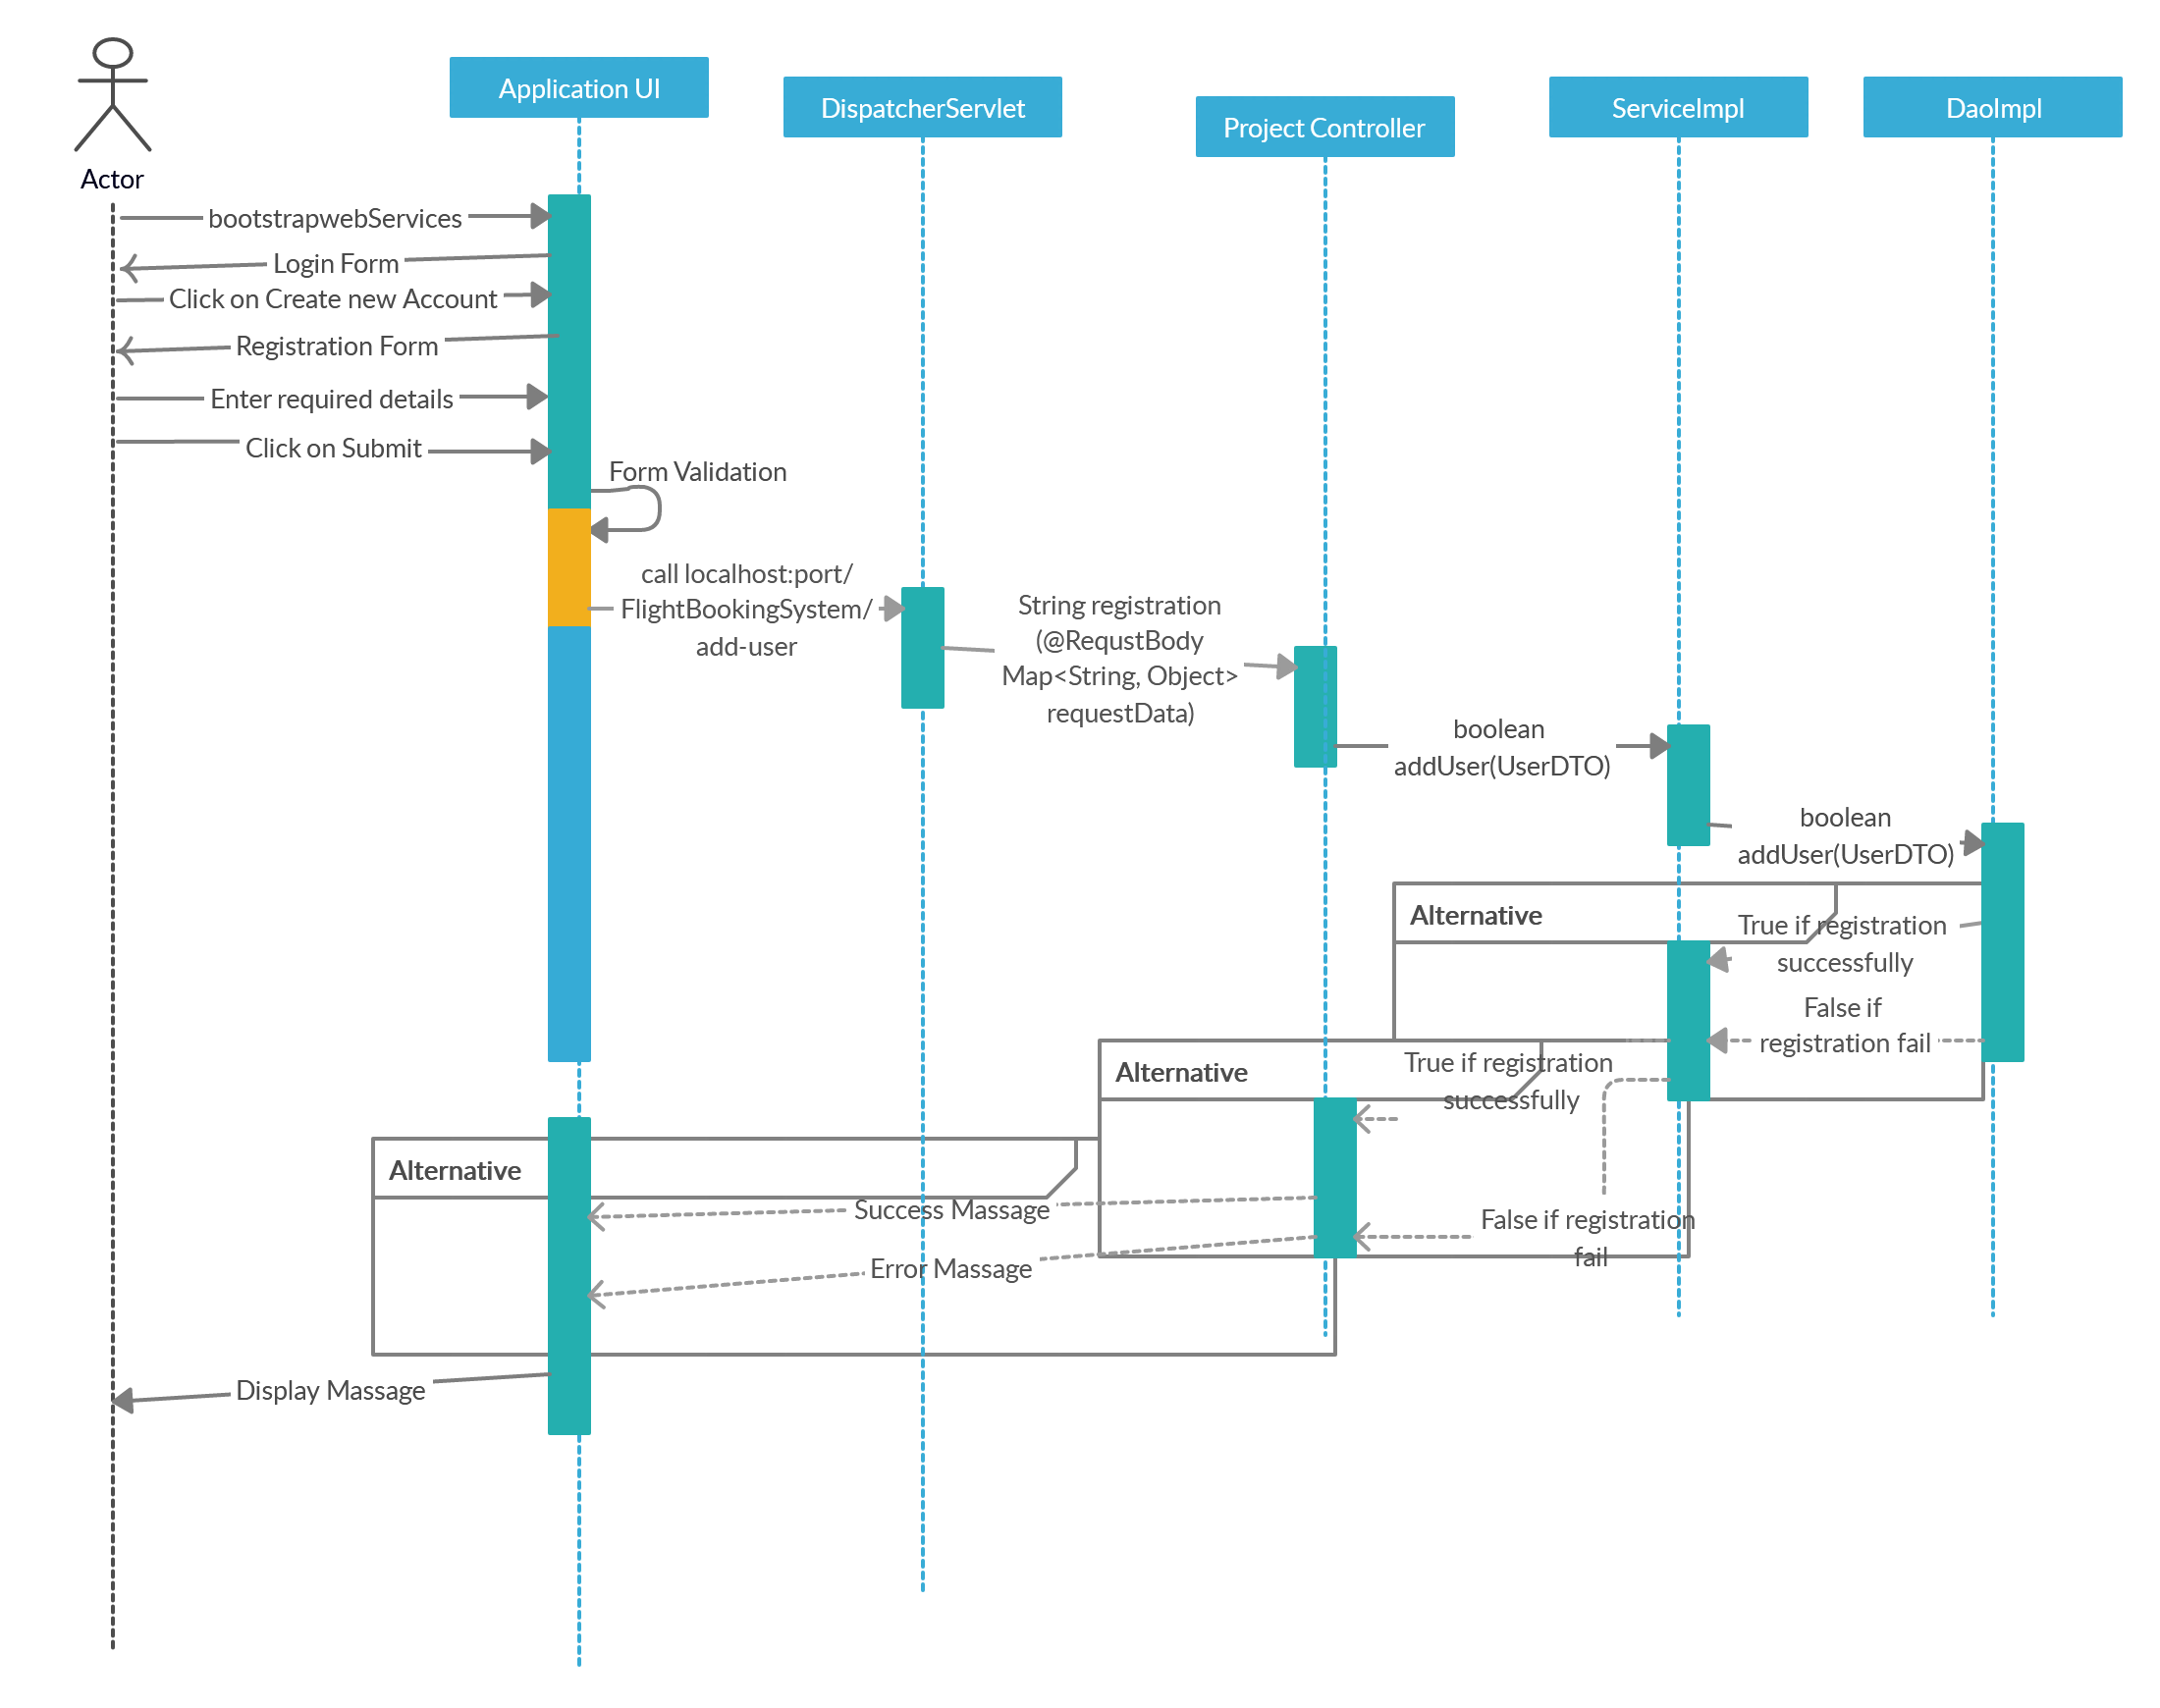 Application UI
DispatcherServlet
Project Controller
ServiceImpl
DaoImpl
Actor
bootstrapwebServices
Login Form
Click on Create new Account
Registration Form
Enter required details
Click on Submit
Form Validation
call localhost:port/
FlightBookingSystem/
add-user
String registration
(@RequstBody
Map<String, Object>
requestData)
boolean
addUser(UserDTO)
boolean
addUser(UserDTO)
Alternative
True if registration
successfully
False if
registration fail
Alternative
True if registration
successfully
Alternative
Success Massage
False if registration
fail
Error Massage
Display Massage